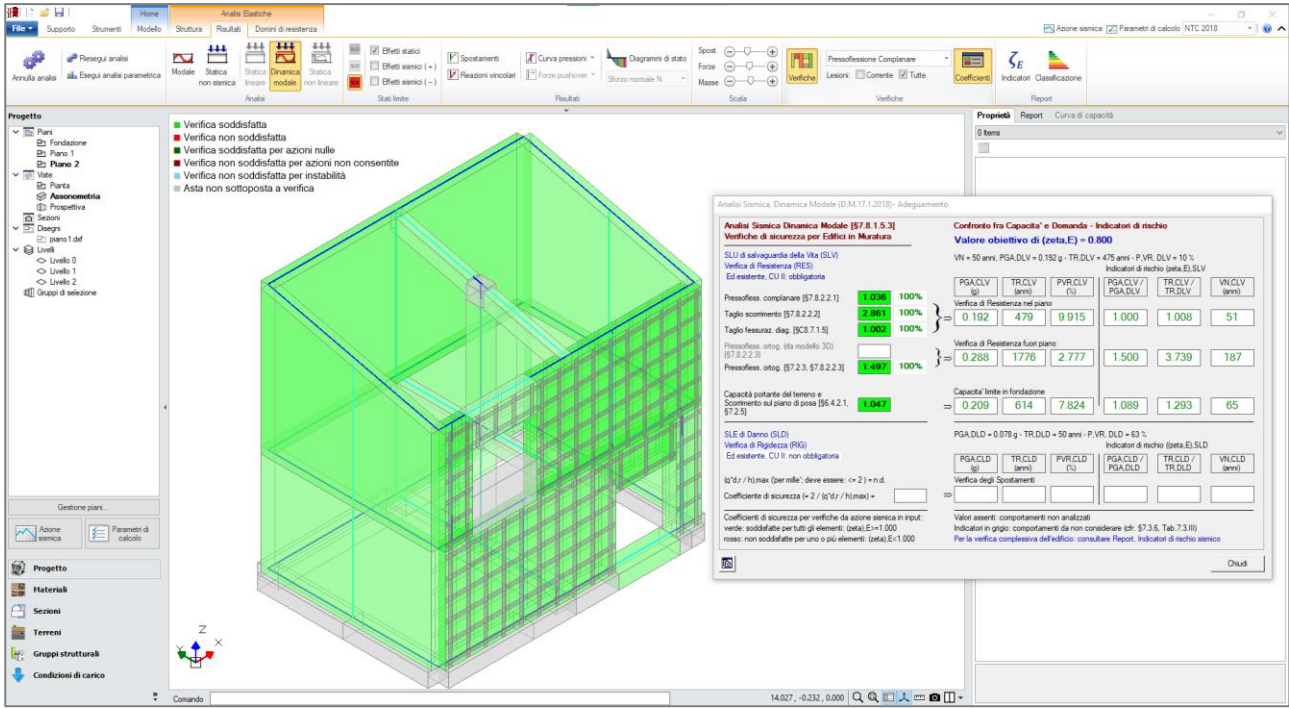 Home
Analisi Elastiche
File
Supporto
Strumenti
Modello
Struttura
Risultati
Domini di resistenza
Azione sismica
Parametri di calcolo
NTC 2018
Annulla analisi
Riesegui analisi
Esegui analisi parametrica
Modale
Statica non sismica
Statica lineare
Dinamica modale
Statica non lineare
Analisi
SLU
SLD
SLV
Effetti statici
Effetti sismici (+)
Effetti sismici (−)
Stati limite
Spostamenti
Reazioni vincolari
Curva pressioni
Forze pushover
Diagrammi di stato
Sforzo normale N
Risultati
Spost.
Forze
Masse
Scala
Verifiche
Pressoflessione Complanare
Lesioni:
Corrente
Tutte
Coefficienti
Verifiche
ζE
Indicatori
Classificazione
Report
Progetto
Piani
Fondazione
Piano 1
Piano 2
Viste
Pianta
Assonometria
Prospettiva
Sezioni
Disegni
piano1.dxf
Livelli
Livello 0
Livello 1
Livello 2
Gruppi di selezione
Gestione piani...
Azione sismica
Parametri di calcolo
Progetto
Materiali
Sezioni
Terreni
Gruppi strutturali
Condizioni di carico
Verifica soddisfatta
Verifica non soddisfatta
Verifica soddisfatta per azioni nulle
Verifica non soddisfatta per azioni non consentite
Verifica non soddisfatta per instabilità
Asta non sottoposta a verifica
Z
X
Comando
14.027 , -0.232 , 0.000
Proprietà
Report
Curva di capacità
0 Items
Analisi Sismica, Dinamica Modale (D.M.17.1.2018)- Adeguamento
Analisi Sismica Dinamica Modale [§7.8.1.5.3]
Verifiche di sicurezza per Edifici in Muratura
SLU di salvaguardia della Vita (SLV)
Verifica di Resistenza (RES)
Ed.esistente, CU II: obbligatoria
Pressofless. complanare [§7.8.2.2.1] 1.036 100%
Taglio scorrimento [§7.8.2.2.2] 2.861 100%
Taglio fessuraz. diag. [§C8.7.1.5] 1.002 100%
Pressofless. ortog. (da modello 3D)
[§7.8.2.2.3]
Pressofless. ortog. [§7.2.3, §7.8.2.2.3] 1.497 100%
Capacità portante del terreno e
Scorrimento sul piano di posa [§6.4.2.1,
§7.2.5]
1.047
SLE di Danno (SLD)
Verifica di Rigidezza (RIG)
Ed.esistente, CU II: non obbligatoria
(q*d,r / h),max ('per mille'; deve essere: <= 2 ) = n.d.
Coefficiente di sicurezza (= 2 / (q*d,r / h),max) =
Coefficienti di sicurezza per verifiche da azione sismica in input:
verde: soddisfatte per tutti gli elementi: (zeta),E>=1.000
rosso: non soddisfatte per uno o più elementi: (zeta),E<1.000
Confronto fra Capacita' e Domanda - Indicatori di rischio
Valore obiettivo di (zeta,E) = 0.800
VN = 50 anni, PGA,DLV = 0.192 g - TR,DLV = 475 anni - P,VR, DLV = 10 %
Indicatori di rischio (zeta,E),SLV
PGA,CLV (g) TR,CLV (anni) PVR,CLV (%) PGA,CLV / PGA,DLV TR,CLV / TR,DLV VN,CLV (anni)
Verifica di Resistenza nel piano
0.192 479 9.915 1.000 1.008 51
Verifica di Resistenza fuori piano
0.288 1776 2.777 1.500 3.739 187
Capacita' limite in fondazione
0.209 614 7.824 1.089 1.293 65
PGA,DLD = 0.078 g - TR,DLD = 50 anni - P,VR, DLD = 63 %
Indicatori di rischio ((zeta,E),SLD
PGA,CLD (g) TR,CLD (anni) PVR,CLD (%) PGA,CLD / PGA,DLD TR,CLD / TR,DLD VN,CLD (anni)
Verifica degli Spostamenti
Valori assenti: comportamenti non analizzati
Indicatori in grigio: comportamenti da non considerare (cfr. §7.3.6, Tab.7.3.III)
Per la verifica complessiva dell'edificio: consultare Report, Indicatori di rischio sismico
Chiudi